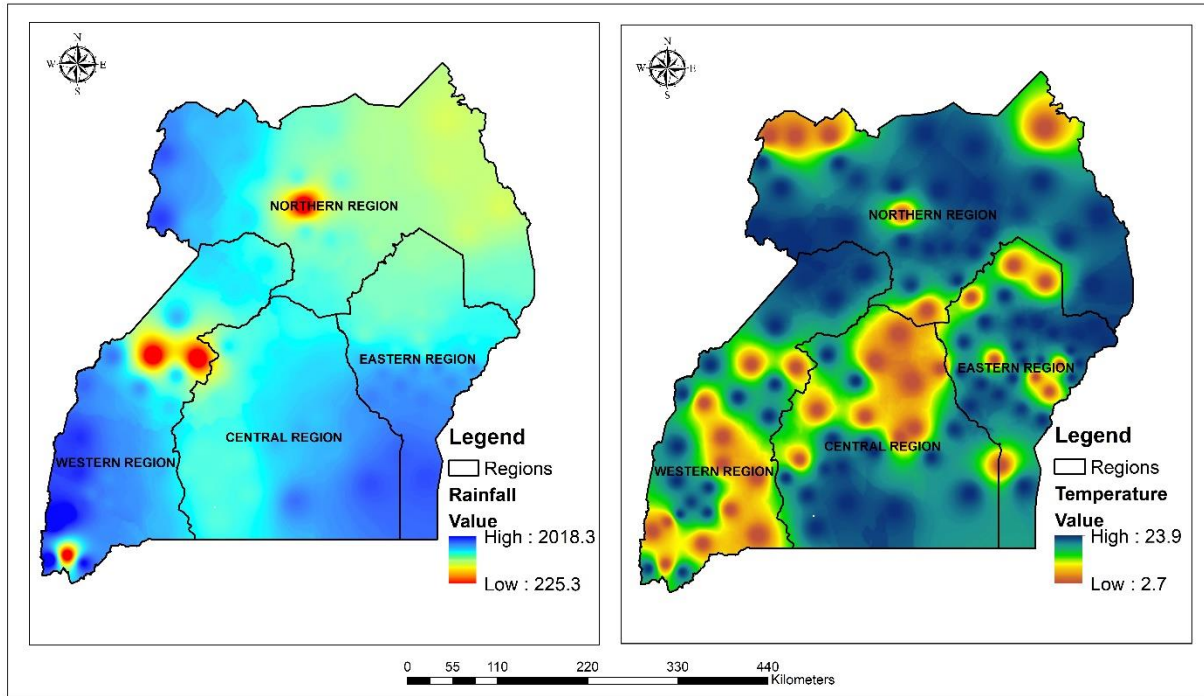 N
W E
S
NORTHERN REGION
EASTERN REGION
CENTRAL REGION
WESTERN REGION
Legend
Regions
Rainfall
Value
High : 2018.3
Low : 225.3
N
W E
S
NORTHERN REGION
EASTERN REGION
CENTRAL REGION
WESTERN REGION
Legend
Regions
Temperature
Value
High : 23.9
Low : 2.7
0 55 110 220 330 440
Kilometers